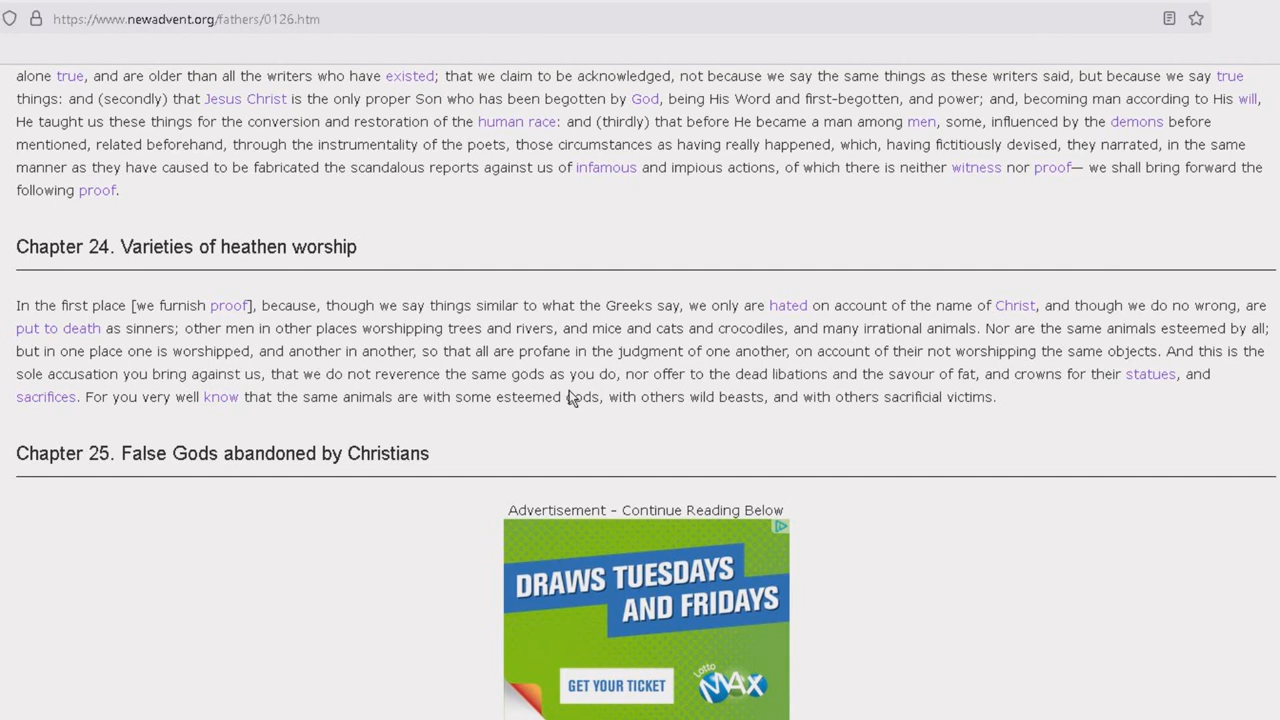 https://www.newadvent.org/fathers/0126.htm
alone true, and are older than all the writers who have existed; that we claim to be acknowledged, not because we say the same things as these writers said, but because we say true
things: and (secondly) that Jesus Christ is the only proper Son who has been begotten by God, being His Word and first-begotten, and power; and, becoming man according to His will,
He taught us these things for the conversion and restoration of the human race: and (thirdly) that before He became a man among men, some, influenced by the demons before
mentioned, related beforehand, through the instrumentality of the poets, those circumstances as having really happened, which, having fictitiously devised, they narrated, in the same
manner as they have caused to be fabricated the scandalous reports against us of infamous and impious actions, of which there is neither witness nor proof— we shall bring forward the
following proof.
Chapter 24. Varieties of heathen worship
In the first place [we furnish proof], because, though we say things similar to what the Greeks say, we only are hated on account of the name of Christ, and though we do no wrong, are
put to death as sinners; other men in other places worshipping trees and rivers, and mice and cats and crocodiles, and many irrational animals. Nor are the same animals esteemed by all;
but in one place one is worshipped, and another in another, so that all are profane in the judgment of one another, on account of their not worshipping the same objects. And this is the
sole accusation you bring against us, that we do not reverence the same gods as you do, nor offer to the dead libations and the savour of fat, and crowns for their statues, and
sacrifices. For you very well know that the same animals are with some esteemed gods, with others wild beasts, and with others sacrificial victims.
Chapter 25. False Gods abandoned by Christians
Advertisement - Continue Reading Below
DRAWS TUESDAYS
AND FRIDAYS
GET YOUR TICKET
Lotto
MAX